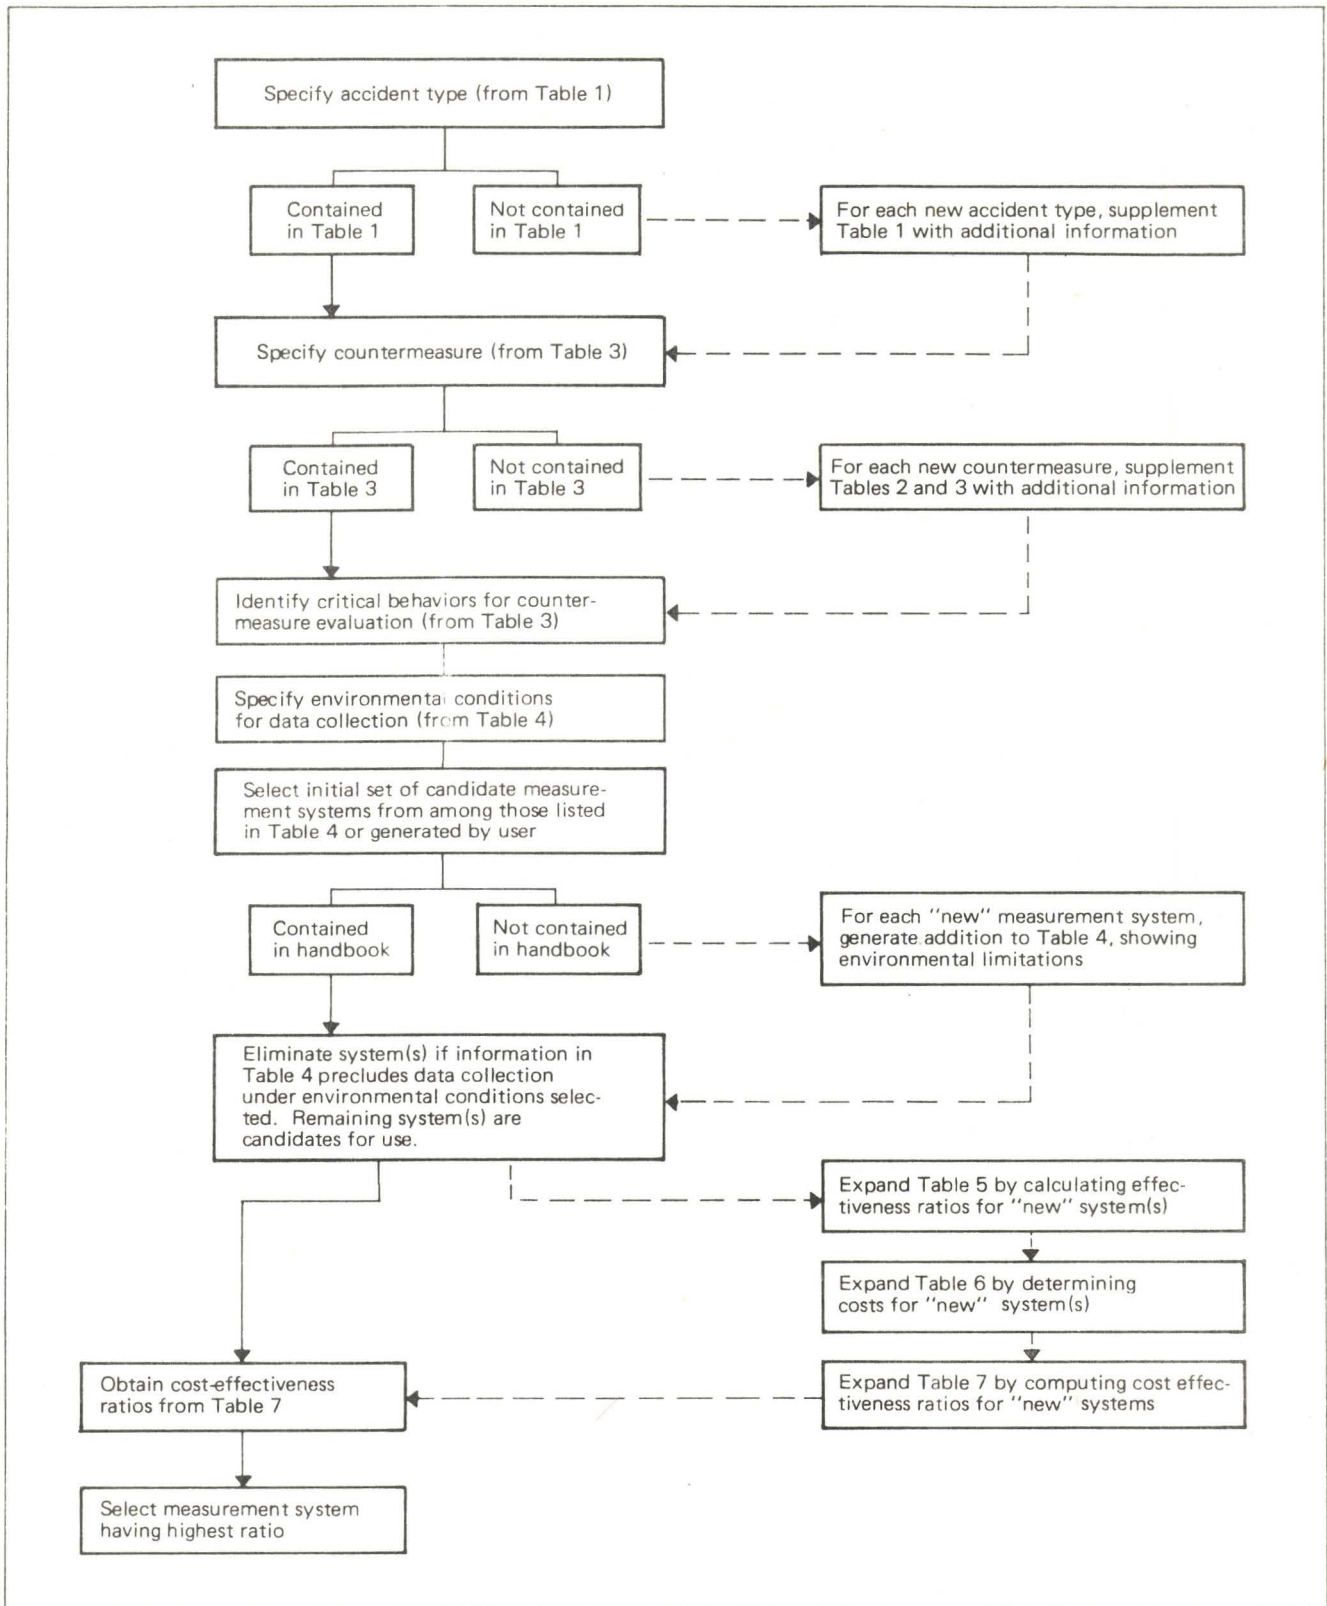 Specify accident type (from Table 1)
Contained
in Table 1
Not contained
in Table 1
For each new accident type, supplement
Table 1 with additional information
Specify countermeasure (from Table 3)
Contained
in Table 3
Not contained
in Table 3
For each new countermeasure, supplement
Tables 2 and 3 with additional information
Identify critical behaviors for counter-
measure evaluation (from Table 3)
Specify environmental conditions
for data collection (from Table 4)
Select initial set of candidate measure-
ment systems from among those listed
in Table 4 or generated by user
Contained
in handbook
Not contained
in handbook
For each "new" measurement system,
generate addition to Table 4, showing
environmental limitations
Eliminate system(s) if information in
Table 4 precludes data collection
under environmental conditions selec-
ted. Remaining system(s) are
candidates for use.
Expand Table 5 by calculating effec-
tiveness ratios for "new" system(s)
Expand Table 6 by determining
costs for "new" system(s)
Obtain cost-effectiveness
ratios from Table 7
Expand Table 7 by computing cost effec-
tiveness ratios for "new" systems
Select measurement system
having highest ratio